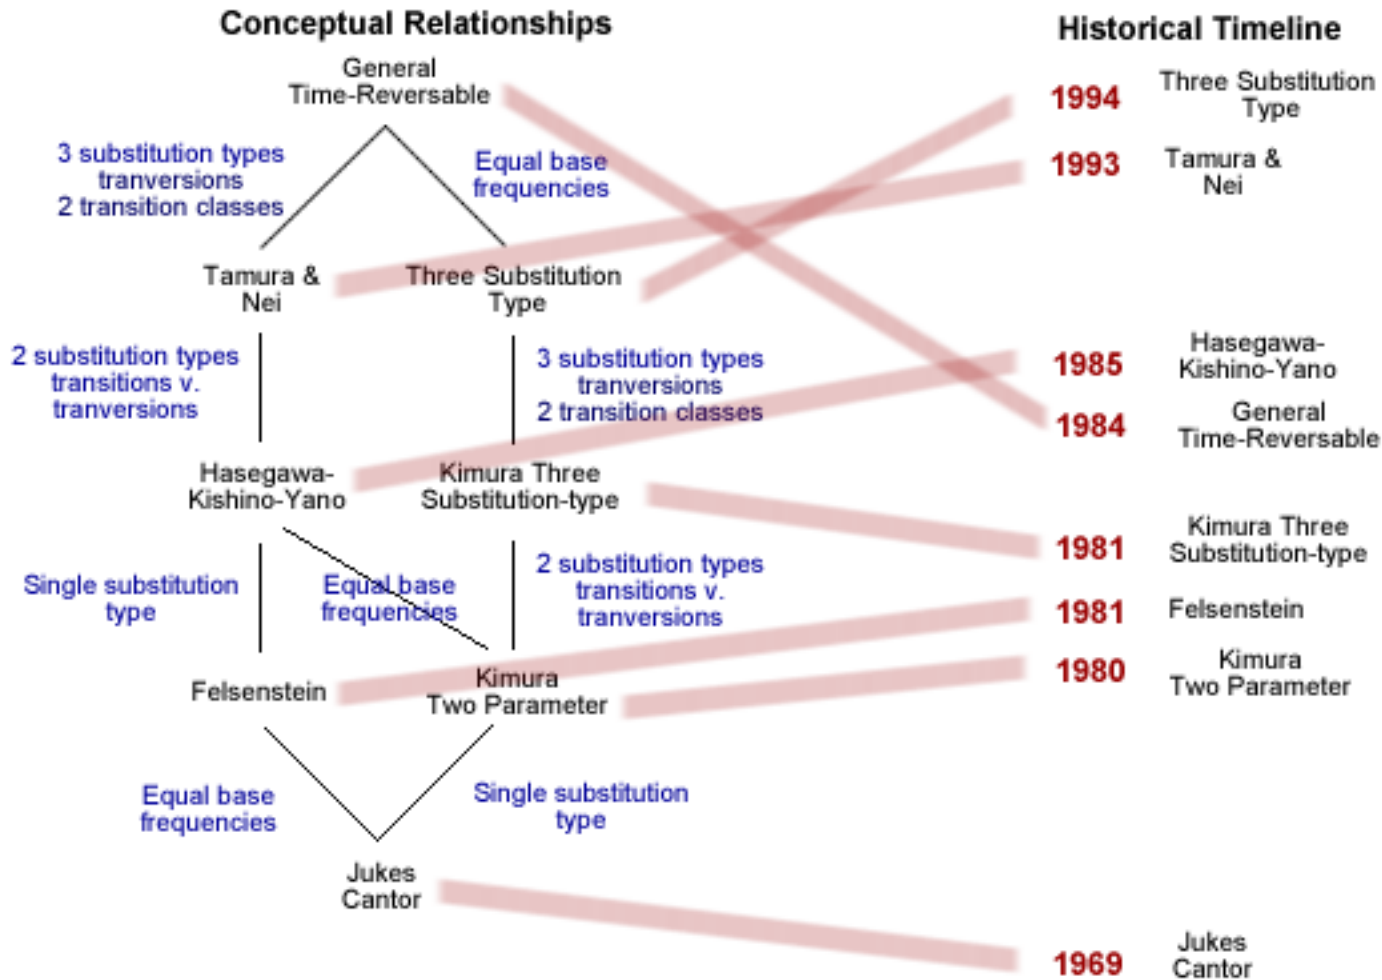 Conceptual Relationships
General
Time-Reversable
3 substitution types
tranversions
2 transition classes
Equal base
frequencies
Tamura &
Nei
Three Substitution
Type
2 substitution types
transitions v.
tranversions
3 substitution types
tranversions
2 transition classes
Hasegawa-
Kishino-Yano
Kimura Three
Substitution-type
Single substitution
type
Equal base
frequencies
2 substitution types
transitions v.
tranversions
Felsenstein
Kimura
Two Parameter
Equal base
frequencies
Single substitution
type
Jukes
Cantor
Historical Timeline
1994
Three Substitution
Type
1993
Tamura &
Nei
1985
Hasegawa-
Kishino-Yano
1984
General
Time-Reversable
1981
Kimura Three
Substitution-type
1981
Felsenstein
1980
Kimura
Two Parameter
1969
Jukes
Cantor